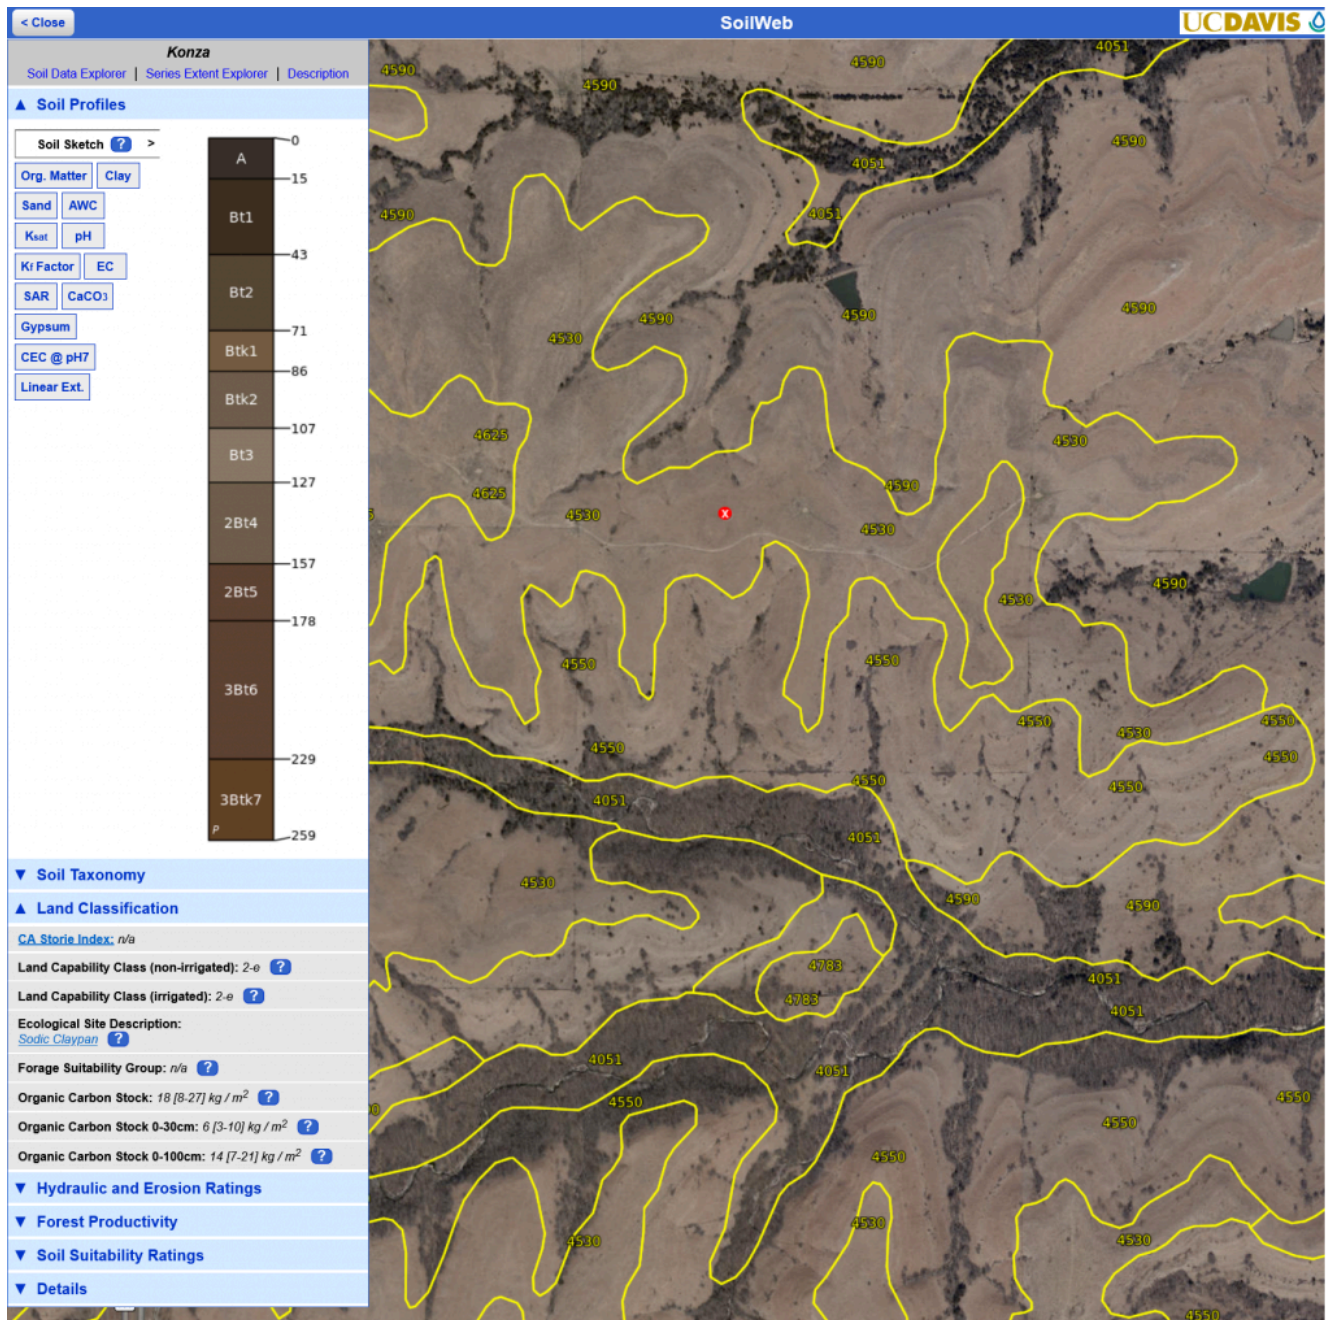 < Close
SoilWeb
UCDAVIS
Konza
Soil Data Explorer | Series Extent Explorer | Description
▲ Soil Profiles
Soil Sketch ? >
Org. Matter Clay
Sand AWC
Ksat pH
Kf Factor EC
SAR CaCO3
Gypsum
CEC @ pH7
Linear Ext.
0
A
15
Bt1
43
Bt2
71
Btk1
86
Btk2
107
Bt3
127
2Bt4
157
2Bt5
178
3Bt6
229
3Btk7
P
259
▼ Soil Taxonomy
▲ Land Classification
CA Storie Index: n/a
Land Capability Class (non-irrigated): 2-e ?
Land Capability Class (irrigated): 2-e ?
Ecological Site Description:
Sodic Claypan ?
Forage Suitability Group: n/a ?
Organic Carbon Stock: 18 [8-27] kg / m² ?
Organic Carbon Stock 0-30cm: 6 [3-10] kg / m² ?
Organic Carbon Stock 0-100cm: 14 [7-21] kg / m² ?
▼ Hydraulic and Erosion Ratings
▼ Forest Productivity
▼ Soil Suitability Ratings
▼ Details
4051
4590
4590
4590
4590
4051
4590
4051
4590
4590
4590
4590
4530
4625
4530
4590
4625
4530
X
4530
4590
4530
4550
4550
4550
4530
4550
4550
4550
4550
4550
4051
4051
4530
4590
4590
4783
4051
4783
4051
4051
4051
4550
4550
4550
4550
4530
4530
4530
4550